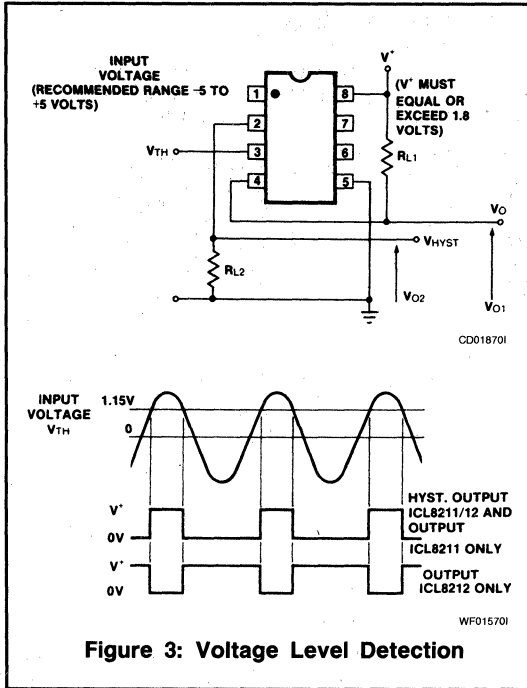 INPUT
VOLTAGE
(RECOMMENDED RANGE -5 TO
+5 VOLTS)
V+
(V+ MUST
EQUAL OR
EXCEED 1.8
VOLTS)
1
8
2
7
VTH
3
6
RL1
4
5
VO
VHYST
RL2
VO2
VO1
CD01870I
INPUT
VOLTAGE
VTH
1.15V
0
V+
HYST. OUTPUT
ICL8211/12 AND
OUTPUT
0V
ICL8211 ONLY
V+
OUTPUT
ICL8212 ONLY
0V
WF01570I
Figure 3: Voltage Level Detection